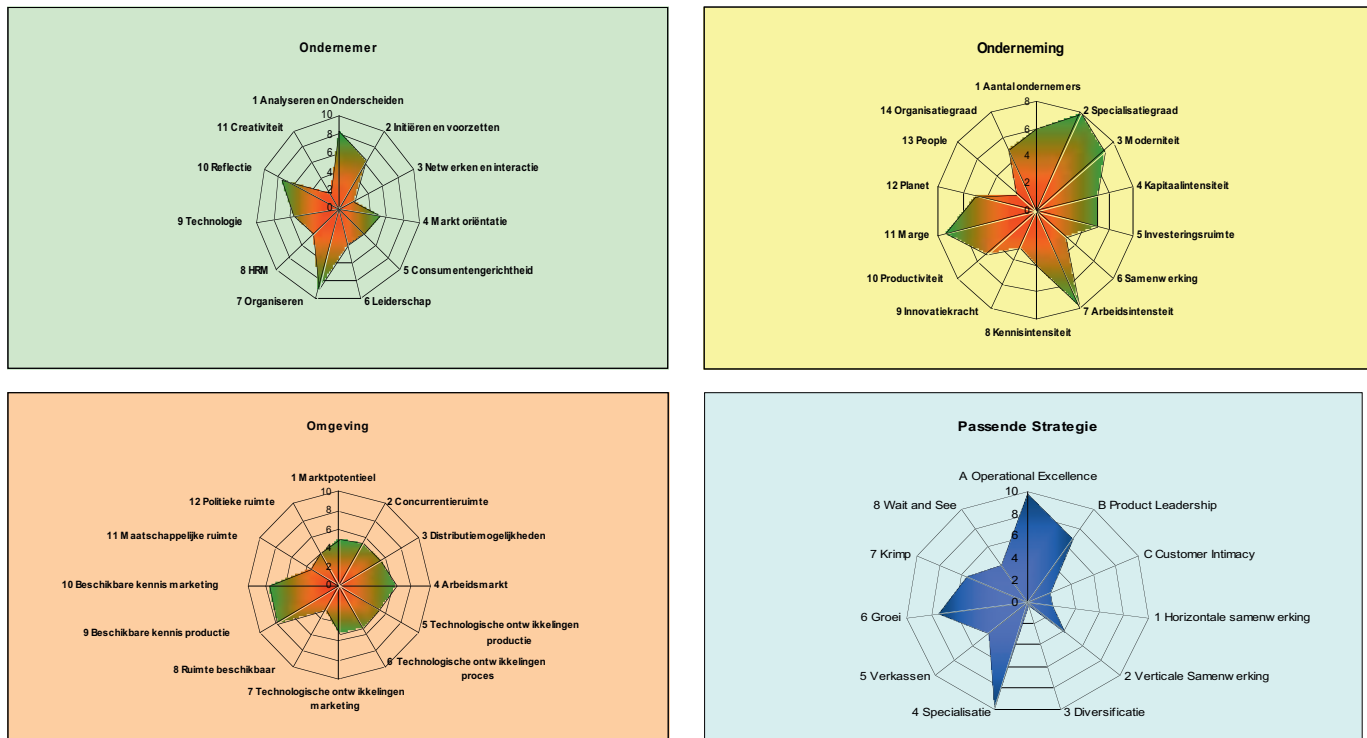 Ondernemer
1 Analyseren en Onderscheiden
2 Initiëren en voorzetten
3 Netwerken en interactie
4 Markt oriëntatie
5 Consumentengerichtheid
6 Leiderschap
7 Organiseren
8 HRM
9 Technologie
10 Reflectie
11 Creativiteit
10
8
6
4
2
0
Onderneming
1 Aantal ondernemers
2 Specialisatiegraad
3 Moderniteit
4 Kapitaalintensiteit
5 Investeringsruimte
6 Samenwerking
7 Arbeidsintensteit
8 Kennisintensiteit
9 Innovatiekracht
10 Productiviteit
11 Marge
12 Planet
13 People
14 Organisatiegraad
8
6
4
2
0
Omgeving
1 Marktpotentieel
2 Concurrentieruimte
3 Distributiemogelijkheden
4 Arbeidsmarkt
5 Technologische ontwikkelingen
productie
6 Technologische ontwikkelingen
proces
7 Technologische ontwikkelingen
marketing
8 Ruimte beschikbaar
9 Beschikbare kennis productie
10 Beschikbare kennis marketing
11 Maatschappelijke ruimte
12 Politieke ruimte
10
8
6
4
2
0
Passende Strategie
A Operational Excellence
B Product Leadership
C Customer Intimacy
1 Horizontale samenwerking
2 Verticale Samenwerking
3 Diversificatie
4 Specialisatie
5 Verkassen
6 Groei
7 Krimp
8 Wait and See
10
8
6
4
2
0